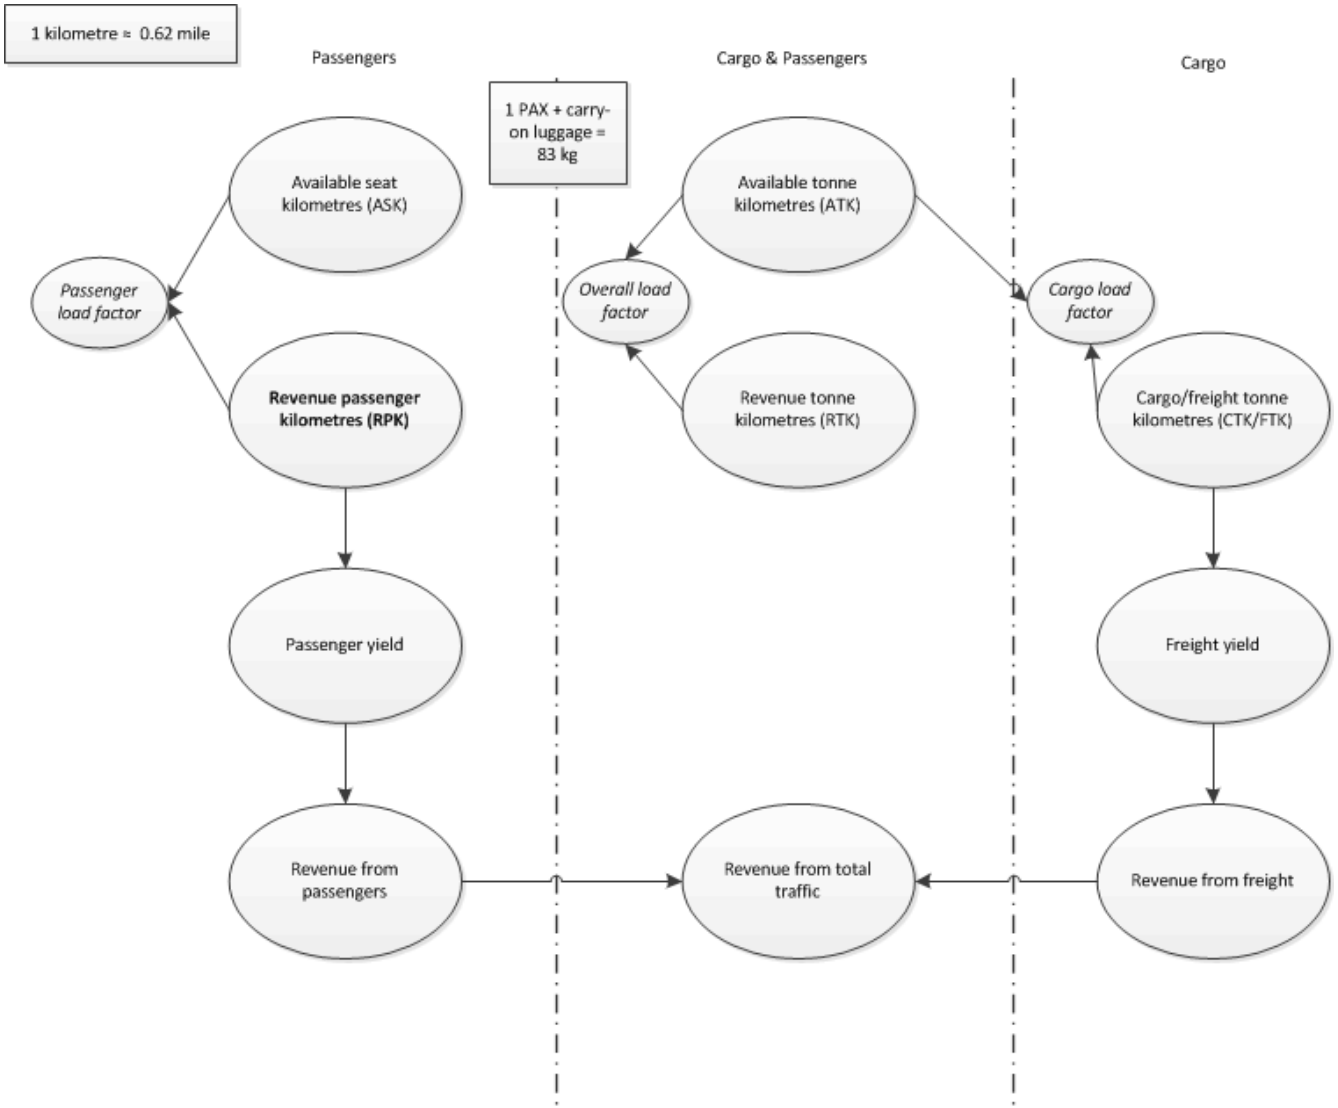 1 kilometre ≈ 0.62 mile
Passengers
Cargo & Passengers
Cargo
1 PAX + carry-
on luggage =
83 kg
Available seat
kilometres (ASK)
Available tonne
kilometres (ATK)
Passenger
load factor
Overall load
factor
Cargo load
factor
Revenue passenger
kilometres (RPK)
Revenue tonne
kilometres (RTK)
Cargo/freight tonne
kilometres (CTK/FTK)
Passenger yield
Freight yield
Revenue from
passengers
Revenue from total
traffic
Revenue from freight